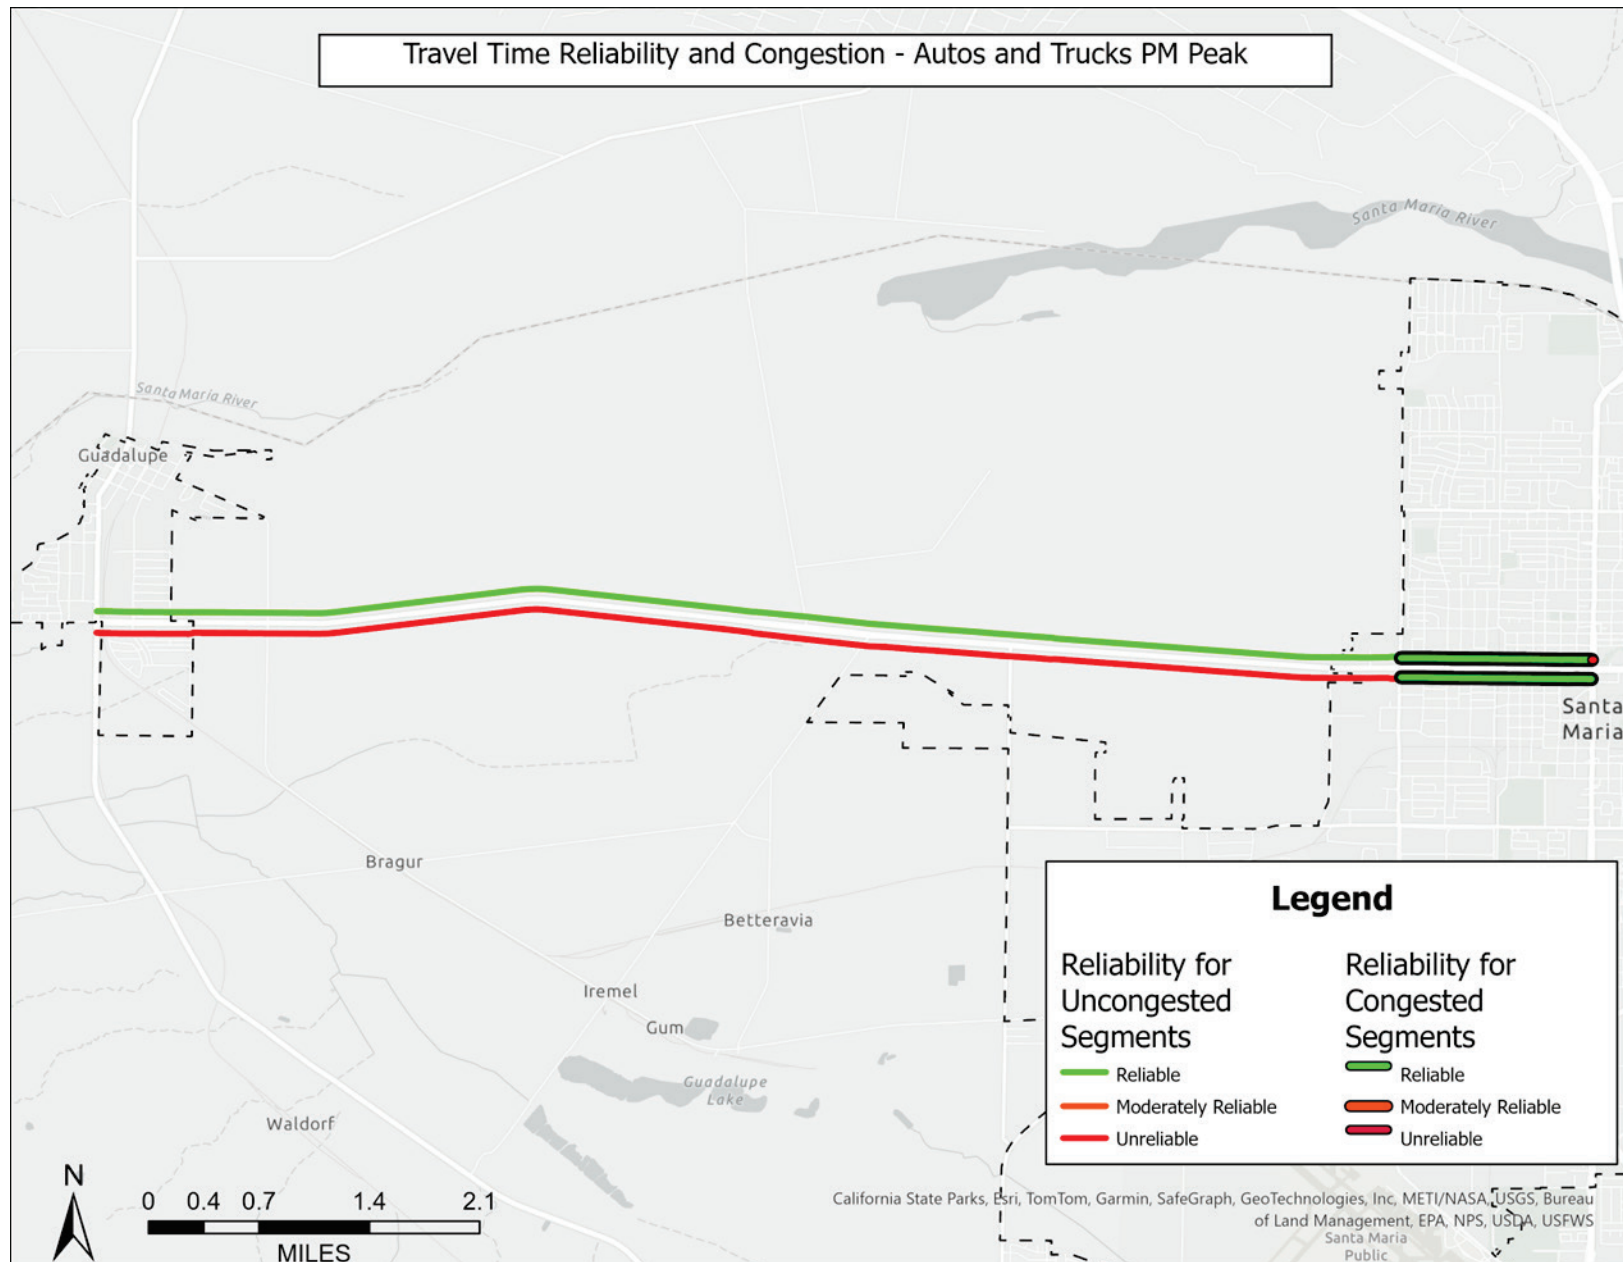 Travel Time Reliability and Congestion - Autos and Trucks PM Peak
Santa Maria River
Santa Maria River
Guadalupe
Santa
Maria
Bragur
Betteravia
Iremel
Gum
Guadalupe
Lake
Waldorf
Legend
Reliability for
Uncongested
Segments
Reliable
Moderately Reliable
Unreliable
Reliability for
Congested
Segments
Reliable
Moderately Reliable
Unreliable
N
0 0.4 0.7 1.4 2.1
MILES
California State Parks, Esri, TomTom, Garmin, SafeGraph, GeoTechnologies, Inc, METI/NASA, USGS, Bureau
of Land Management, EPA, NPS, USDA, USFWS
Santa Maria
Public